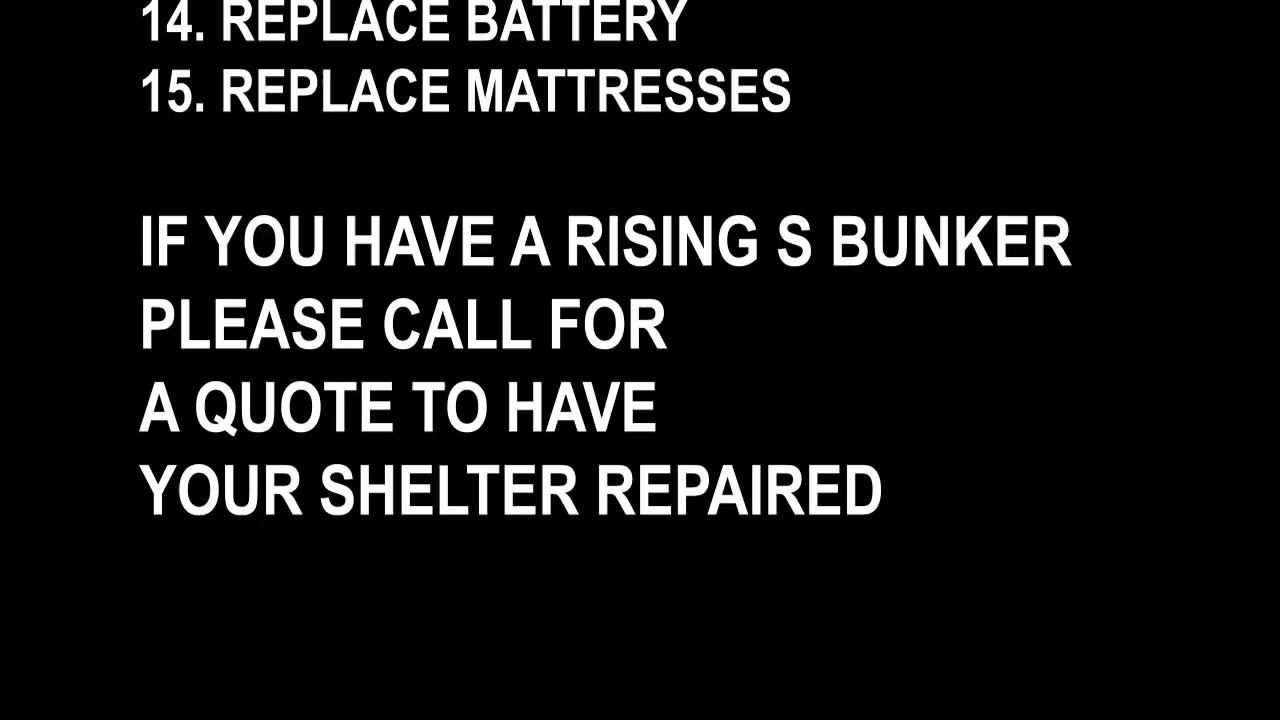 14. REPLACE BATTERY
15. REPLACE MATTRESSES
IF YOU HAVE A RISING S BUNKER
PLEASE CALL FOR
A QUOTE TO HAVE
YOUR SHELTER REPAIRED